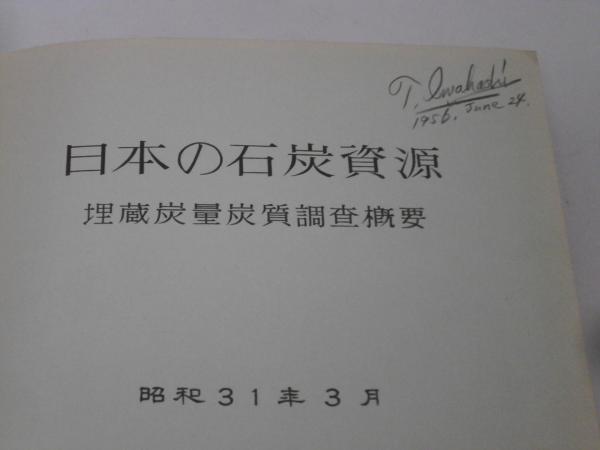 T. Iwahashi
1956, June 24.
日本の石炭資源
埋蔵炭量炭質調査概要
昭和31年3月